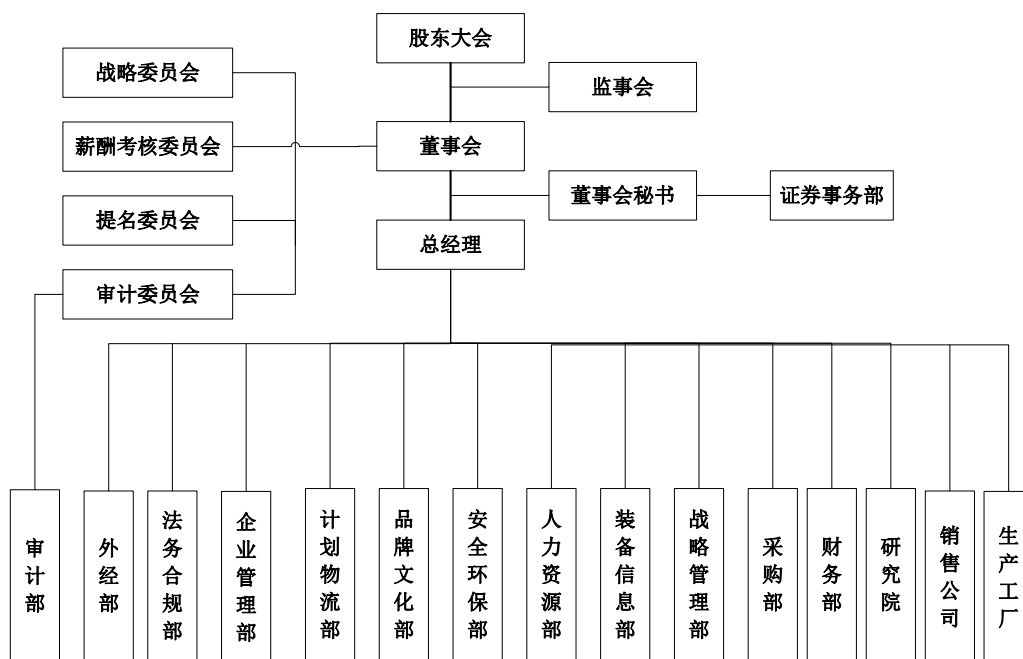 股东大会
战略委员会
监事会
薪酬考核委员会
董事会
提名委员会
董事会秘书
证券事务部
总经理
审计委员会
审计部
外经部
法务合规部
企业管理部
计划物流部
品牌文化部
安全环保部
人力资源部
装备信息部
战略管理部
采购部
财务部
研究院
销售公司
生产工厂